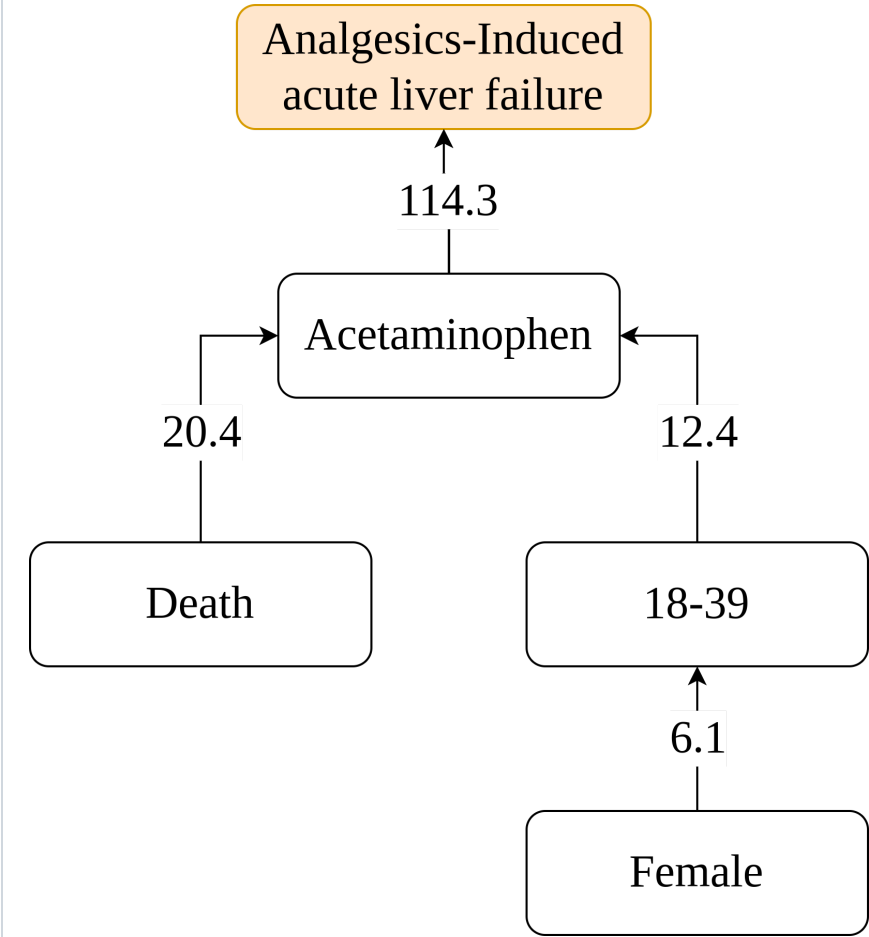 Analgesics-Induced
acute liver failure
114.3
Acetaminophen
20.4
12.4
Death
18-39
6.1
Female